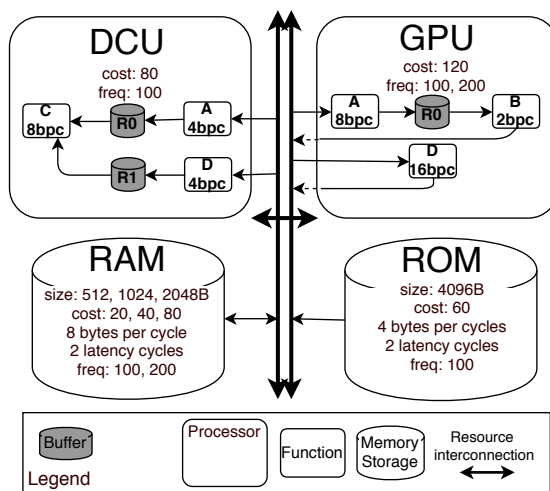 DCU
cost: 80
freq: 100
C
8bpc
R0
A
4bpc
R1
D
4bpc
GPU
cost: 120
freq: 100, 200
A
8bpc
R0
B
2bpc
D
16bpc
RAM
size: 512, 1024, 2048B
cost: 20, 40, 80
8 bytes per cycle
2 latency cycles
freq: 100, 200
ROM
size: 4096B
cost: 60
4 bytes per cycles
2 latency cycles
freq: 100
Buffer
Legend
Processor
Function
Memory
Storage
Resource
interconnection